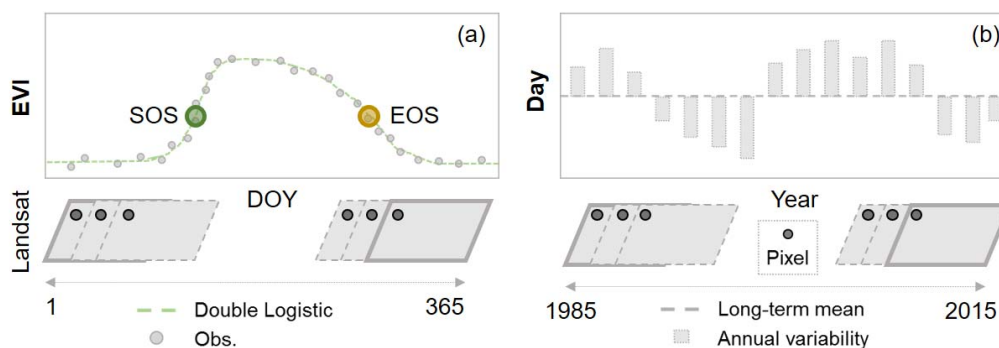 (a)
EVI
SOS
EOS
DOY
Landsat
1
365
Double Logistic
Obs.
(b)
Day
Year
Pixel
1985
2015
Long-term mean
Annual variability